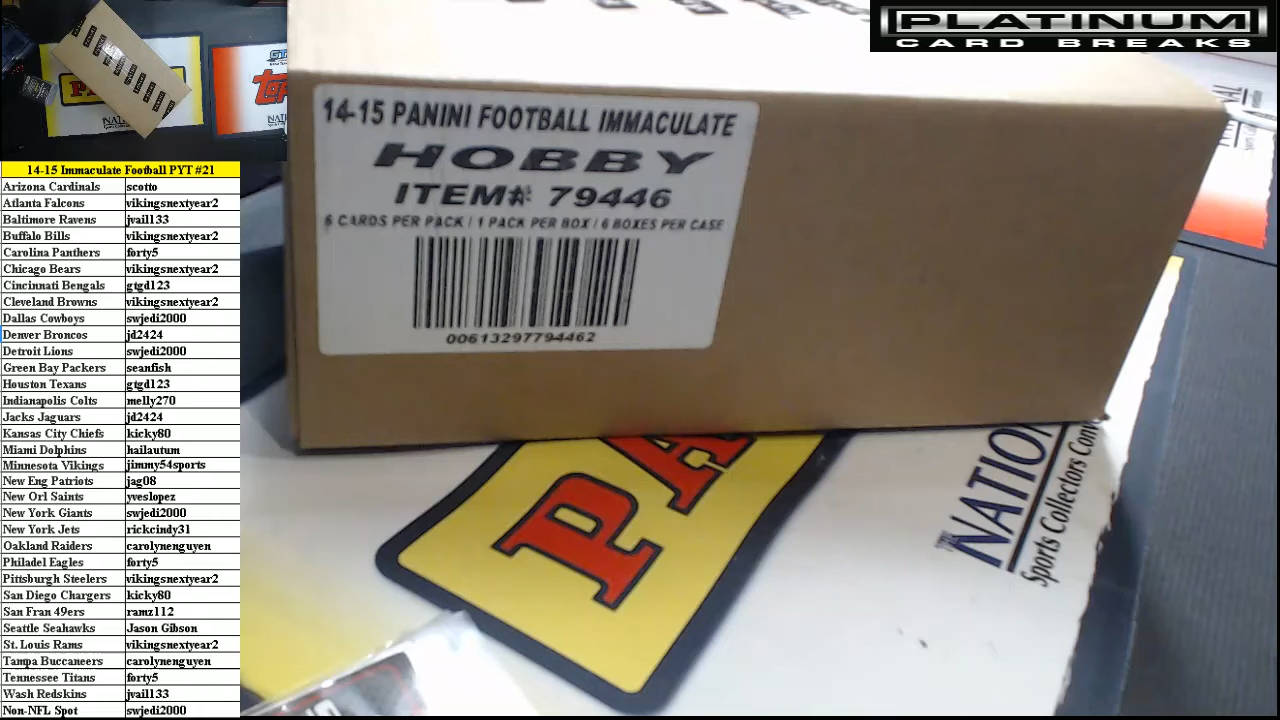 PLATINUM
CARD BREAKS
14-15 PANINI FOOTBALL IMMACULATE
HOBBY
ITEM# 79446
6 CARDS PER PACK / 1 PACK PER BOX / 6 BOXES PER CASE
00613297794462
14-15 Immaculate Football PYT #21
Arizona Cardinals scotto
Atlanta Falcons vikingsnextyear2
Baltimore Ravens jvail133
Buffalo Bills vikingsnextyear2
Carolina Panthers forty5
Chicago Bears vikingsnextyear2
Cincinnati Bengals gtgd123
Cleveland Browns vikingsnextyear2
Dallas Cowboys swjedi2000
Denver Broncos jd2424
Detroit Lions swjedi2000
Green Bay Packers seanfish
Houston Texans gtgd123
Indianapolis Colts melly270
Jacks Jaguars jd2424
Kansas City Chiefs kicky80
Miami Dolphins hailautum
Minnesota Vikings jimmy54sports
New Eng Patriots jag08
New Orl Saints yveslopez
New York Giants swjedi2000
New York Jets rickcindy31
Oakland Raiders carolynenguyen
Philadel Eagles forty5
Pittsburgh Steelers vikingsnextyear2
San Diego Chargers kicky80
San Fran 49ers ramz112
Seattle Seahawks Jason Gibson
St. Louis Rams vikingsnextyear2
Tampa Buccaneers carolynenguyen
Tennessee Titans forty5
Wash Redskins jvail133
Non-NFL Spot swjedi2000
PA
THE
NATION
Sports Collectors Conv